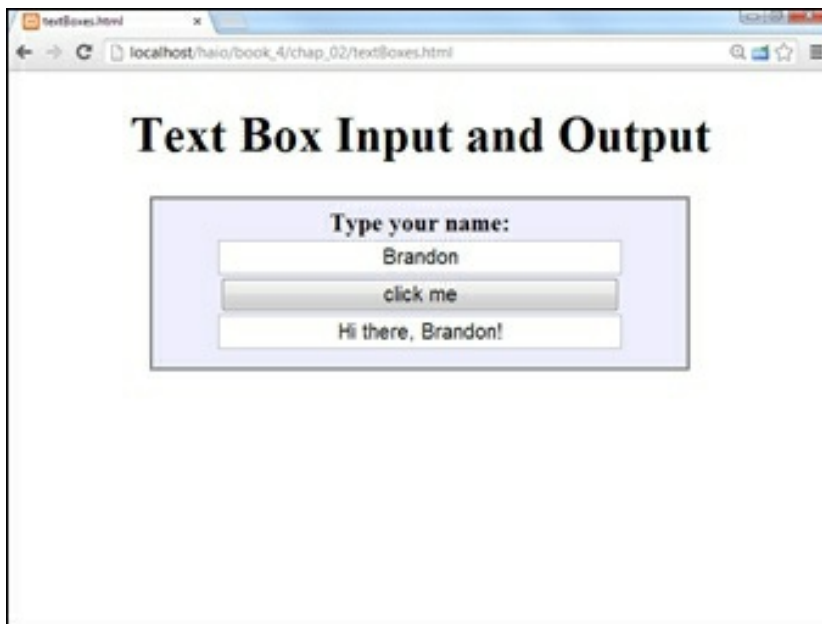 textBoxes.html
localhost/haio/book_4/chap_02/textBoxes.html
Text Box Input and Output
Type your name:
Brandon
click me
Hi there, Brandon!